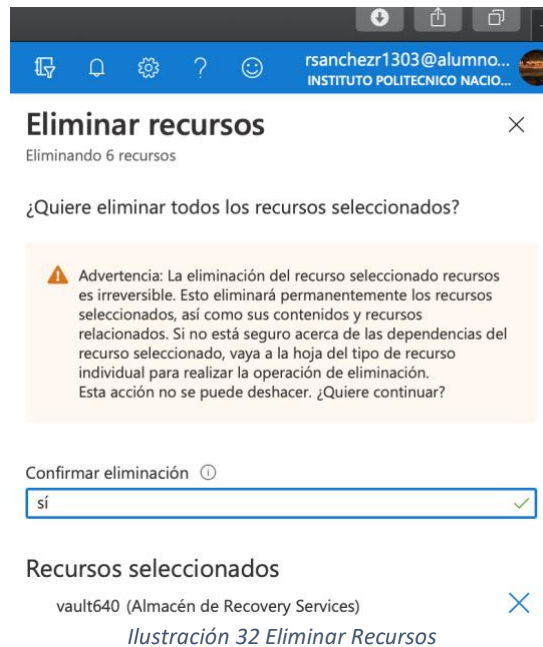 rsanchezr1303@alumno...
INSTITUTO POLITECNICO NACIO...
Eliminar recursos
Eliminando 6 recursos
¿Quiere eliminar todos los recursos seleccionados?
Advertencia: La eliminación del recurso seleccionado recursos
es irreversible. Esto eliminará permanentemente los recursos
seleccionados, así como sus contenidos y recursos
relacionados. Si no está seguro acerca de las dependencias del
recurso seleccionado, vaya a la hoja del tipo de recurso
individual para realizar la operación de eliminación.
Esta acción no se puede deshacer. ¿Quiere continuar?
Confirmar eliminación
sí
Recursos seleccionados
vault640 (Almacén de Recovery Services)
Ilustración 32 Eliminar Recursos